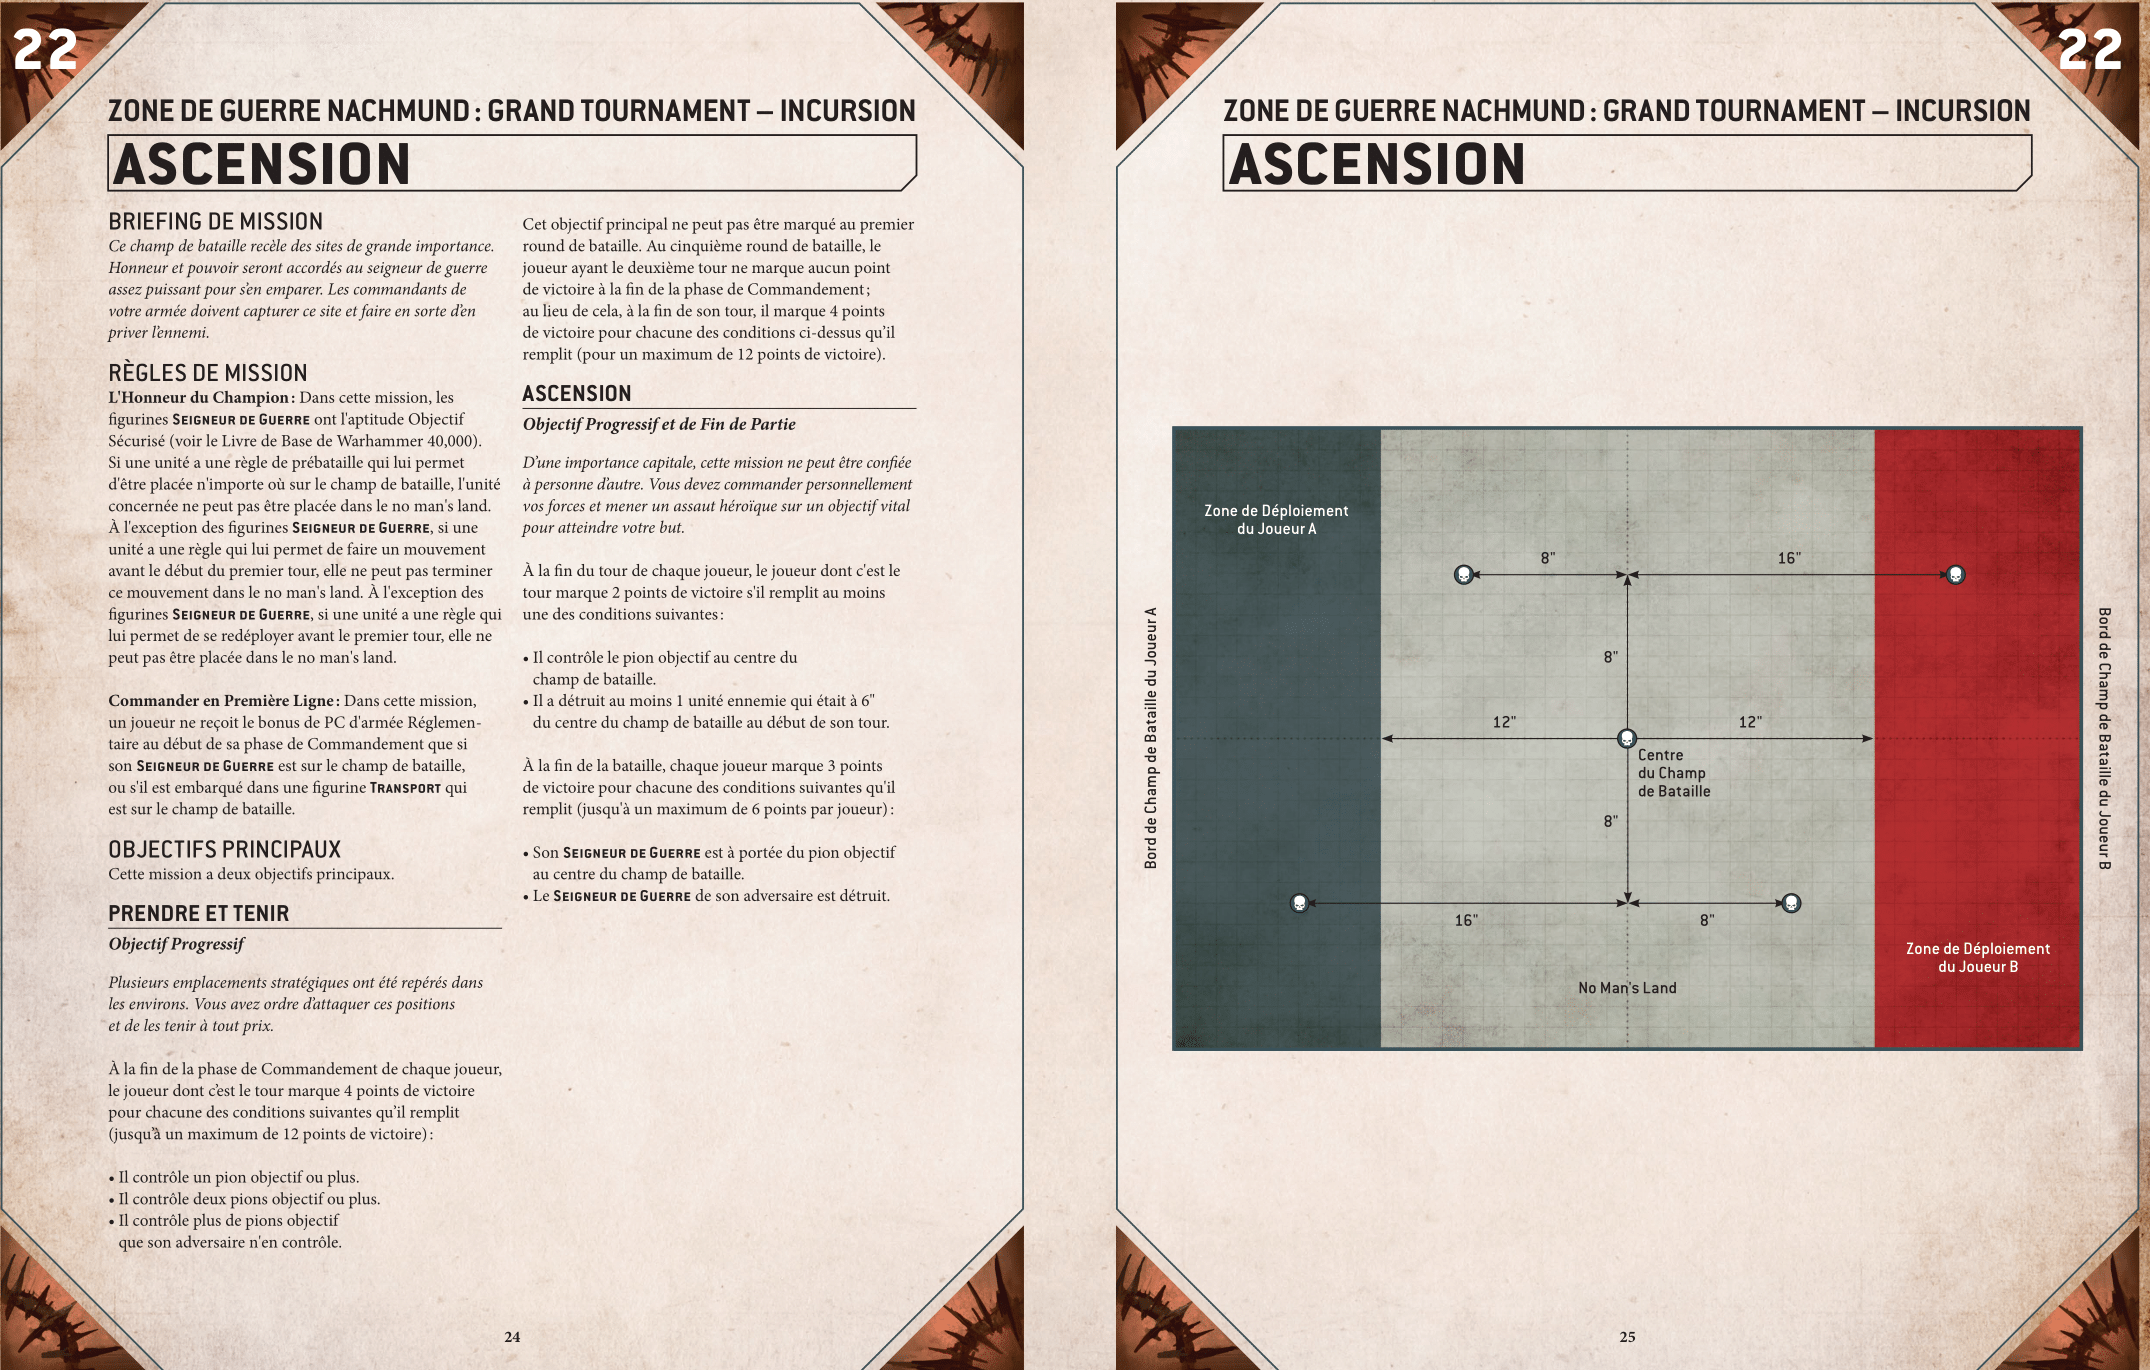 22
ZONE DE GUERRE NACHMUND : GRAND TOURNAMENT – INCURSION
ASCENSION
BRIEFING DE MISSION
Ce champ de bataille recèle des sites de grande importance.
Honneur et pouvoir seront accordés au seigneur de guerre
assez puissant pour s'en emparer. Les commandants de
votre armée doivent capturer ce site et faire en sorte d'en
priver l'ennemi.
RÈGLES DE MISSION
L'Honneur du Champion : Dans cette mission, les
figurines SEIGNEUR DE GUERRE ont l'aptitude Objectif
Sécurisé (voir le Livre de Base de Warhammer 40,000).
Si une unité a une règle de prébataille qui lui permet
d'être placée n'importe où sur le champ de bataille, l'unité
concernée ne peut pas être placée dans le no man's land.
À l'exception des figurines SEIGNEUR DE GUERRE, si une
unité a une règle qui lui permet de faire un mouvement
avant le début du premier tour, elle ne peut pas terminer
ce mouvement dans le no man's land. À l'exception des
figurines SEIGNEUR DE GUERRE, si une unité a une règle qui
lui permet de se redéployer avant le premier tour, elle ne
peut pas être placée dans le no man's land.
Commander en Première Ligne : Dans cette mission,
un joueur ne reçoit le bonus de PC d'armée Réglemen-
taire au début de sa phase de Commandement que si
son SEIGNEUR DE GUERRE est sur le champ de bataille,
ou s'il est embarqué dans une figurine TRANSPORT qui
est sur le champ de bataille.
OBJECTIFS PRINCIPAUX
Cette mission a deux objectifs principaux.
PRENDRE ET TENIR
Objectif Progressif
Plusieurs emplacements stratégiques ont été repérés dans
les environs. Vous avez ordre d'attaquer ces positions
et de les tenir à tout prix.
À la fin de la phase de Commandement de chaque joueur,
le joueur dont c'est le tour marque 4 points de victoire
pour chacune des conditions suivantes qu'il remplit
(jusqu'à un maximum de 12 points de victoire) :
• Il contrôle un pion objectif ou plus.
• Il contrôle deux pions objectif ou plus.
• Il contrôle plus de pions objectif
que son adversaire n'en contrôle.
Cet objectif principal ne peut pas être marqué au premier
round de bataille. Au cinquième round de bataille, le
joueur ayant le deuxième tour ne marque aucun point
de victoire à la fin de la phase de Commandement ;
au lieu de cela, à la fin de son tour, il marque 4 points
de victoire pour chacune des conditions ci-dessus qu'il
remplit (pour un maximum de 12 points de victoire).
ASCENSION
Objectif Progressif et de Fin de Partie
D'une importance capitale, cette mission ne peut être confiée
à personne d'autre. Vous devez commander personnellement
vos forces et mener un assaut héroïque sur un objectif vital
pour atteindre votre but.
À la fin du tour de chaque joueur, le joueur dont c'est le
tour marque 2 points de victoire s'il remplit au moins
une des conditions suivantes :
• Il contrôle le pion objectif au centre du
champ de bataille.
• Il a détruit au moins 1 unité ennemie qui était à 6"
du centre du champ de bataille au début de son tour.
À la fin de la bataille, chaque joueur marque 3 points
de victoire pour chacune des conditions suivantes qu'il
remplit (jusqu'à un maximum de 6 points par joueur) :
• Son SEIGNEUR DE GUERRE est à portée du pion objectif
au centre du champ de bataille.
• Le SEIGNEUR DE GUERRE de son adversaire est détruit.
24
22
ZONE DE GUERRE NACHMUND : GRAND TOURNAMENT – INCURSION
ASCENSION
Bord de Champ de Bataille du Joueur A
Zone de Déploiement
du Joueur A
8"
16"
8"
12"
12"
Centre
du Champ
de Bataille
8"
16"
8"
Zone de Déploiement
du Joueur B
No Man's Land
Bord de Champ de Bataille du Joueur B
25